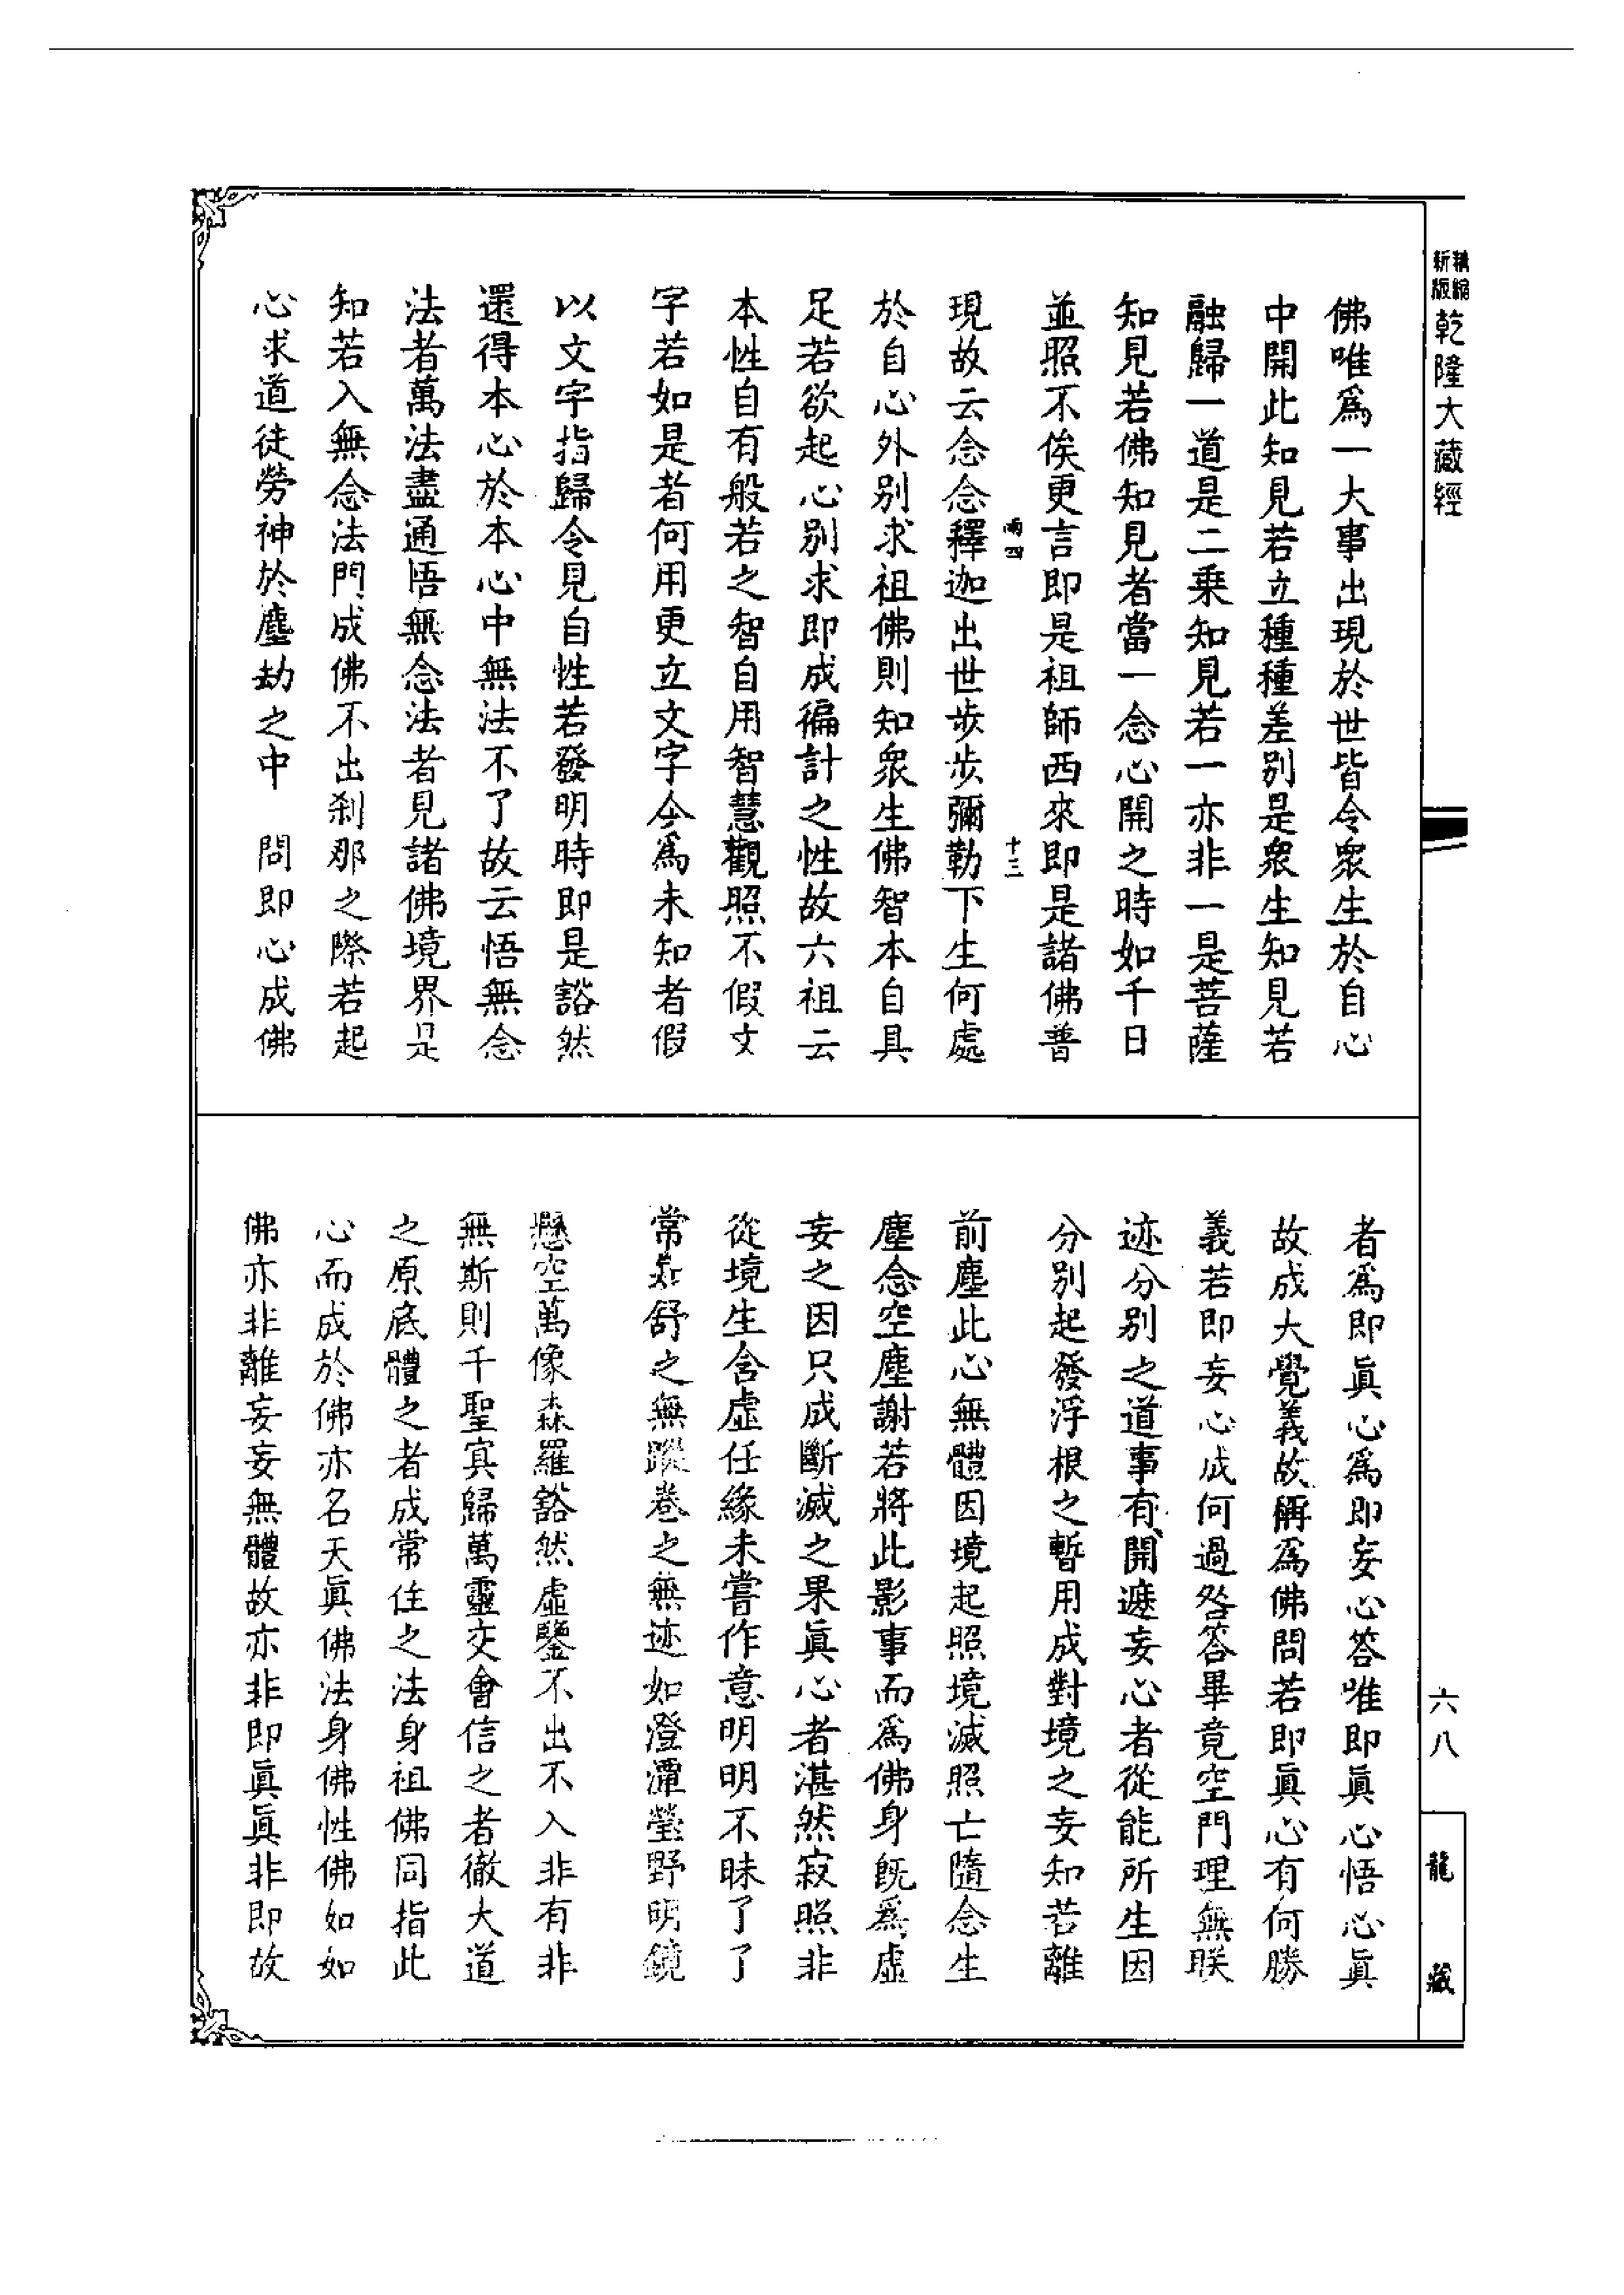 精縮
新版
乾隆大藏經
佛唯爲一大事出現於世皆令衆生於自心
中開此知見若立種種差別是衆生知見若
融歸一道是二乗知見若一亦非一是菩薩
知見若佛知見者當一念心開之時如千日
並照不俟更言即是祖師西來即是諸佛普
雨四
十三
現故云念念釋迦出世步步彌勒下生何處
於自心外別求祖佛則知衆生佛智本自具
足若欲起心別求即成徧計之性故六祖云
本性自有般若之智自用智慧觀照不假文
字若如是者何用更立文字今爲未知者假
以文字指歸令見自性若發明時即是豁然
還得本心於本心中無法不了故云悟無念
法者萬法盡通悟無念法者見諸佛境界是
知若入無念法門成佛不出刹那之際若起
心求道徒勞神於塵劫之中　問即心成佛
者爲即眞心爲即妄心答唯即眞心悟心眞
故成大覺義故稱爲佛問若即眞心有何勝
義若即妄心成何過咎答畢竟空門理無朕
迹分別之道事有開遮妄心者從能所生因
分別起發浮根之暫用成對境之妄知若離
前塵此心無體因境起照境滅照亡隨念生
塵念空塵謝若將此影事而爲佛身旣爲虛
妄之因只成斷滅之果眞心者湛然寂照非
從境生含虛任緣未嘗作意明明不昧了了
常知舒之無蹤卷之無迹如澄潭瑩野明鏡
懸空萬像森羅豁然虛鑒不出不入非有非
無斯則千聖㝠歸萬靈交會信之者徹大道
之原底體之者成常住之法身祖佛同指此
心而成於佛亦名天眞佛法身佛性佛如如
佛亦非離妄妄無體故亦非即眞眞非即故
六八
龍藏